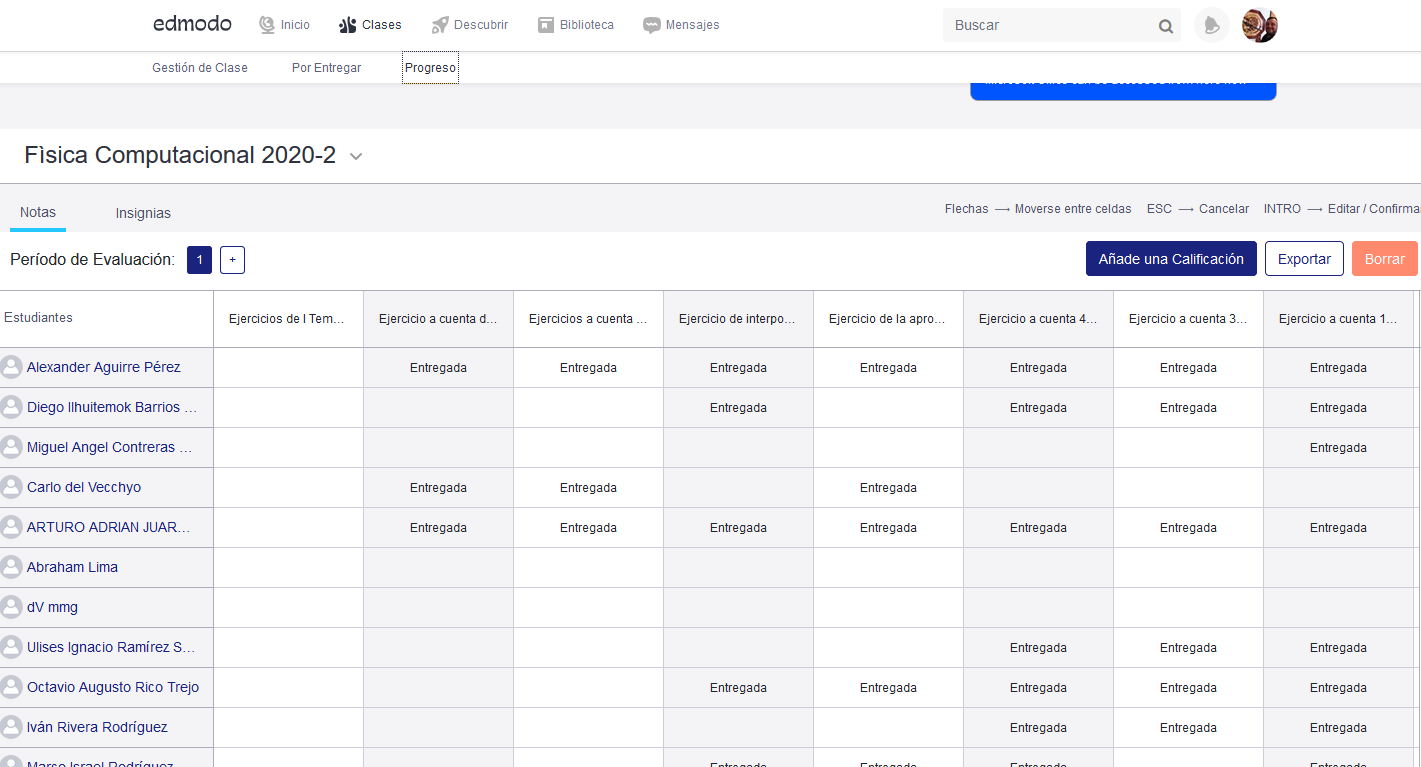 edmodo Inicio Clases Descubrir Biblioteca Mensajes Buscar
Gestión de Clase Por Entregar Progreso
Fìsica Computacional 2020-2
Notas Insignias Flechas → Moverse entre celdas ESC → Cancelar INTRO → Editar / Confirma
Período de Evaluación: 1 + Añade una Calificación Exportar Borrar
Estudiantes Ejercicios de l Tem... Ejercicio a cuenta d... Ejercicios a cuenta ... Ejercicio de interpo... Ejercicio de la apro... Ejercicio a cuenta 4... Ejercicio a cuenta 3... Ejercicio a cuenta 1...
Alexander Aguirre Pérez Entregada Entregada Entregada Entregada Entregada Entregada Entregada
Diego Ilhuitemok Barrios ... Entregada Entregada Entregada Entregada
Miguel Angel Contreras ... Entregada
Carlo del Vecchyo Entregada Entregada Entregada
ARTURO ADRIAN JUAR... Entregada Entregada Entregada Entregada Entregada Entregada Entregada
Abraham Lima
dV mmg
Ulises Ignacio Ramírez S... Entregada Entregada Entregada
Octavio Augusto Rico Trejo Entregada Entregada Entregada Entregada Entregada
Iván Rivera Rodríguez Entregada Entregada Entregada
Israel Rodríguez Entregada Entregada Entregada Entregada